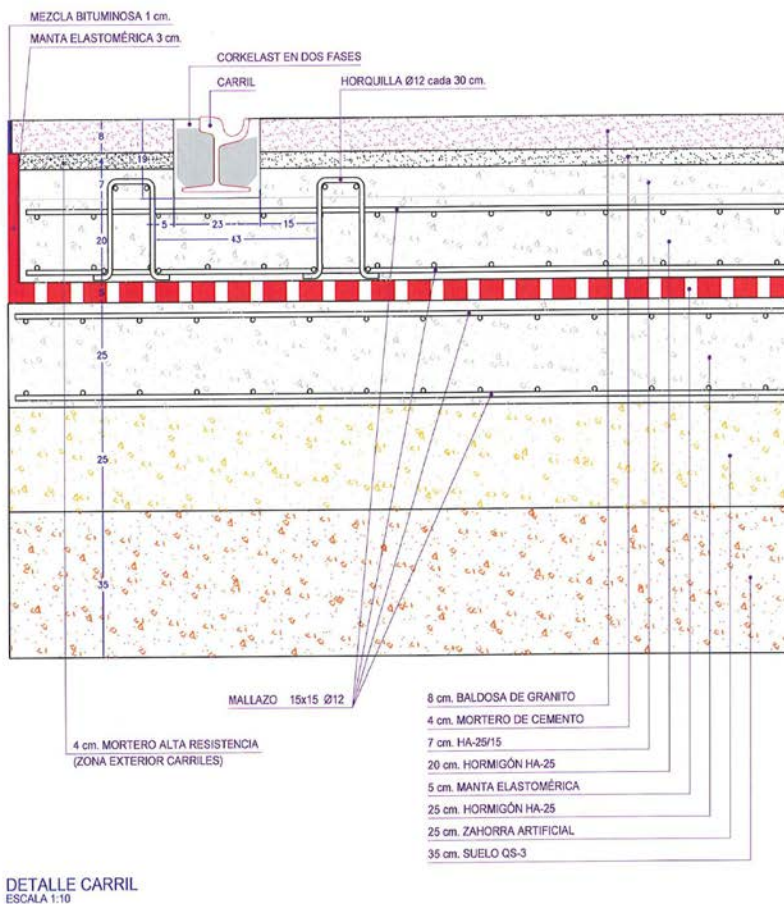 MEZCLA BITUMINOSA 1 cm.
MANTA ELASTOMÉRICA 3 cm.
CORKELAST EN DOS FASES
CARRIL
HORQUILLA Ø12 cada 30 cm.
8
4
19
7
5
23
15
20
43
5
25
25
35
MALLAZO 15x15 Ø12
4 cm. MORTERO ALTA RESISTENCIA
(ZONA EXTERIOR CARRILES)
8 cm. BALDOSA DE GRANITO
4 cm. MORTERO DE CEMENTO
7 cm. HA-25/15
20 cm. HORMIGÓN HA-25
5 cm. MANTA ELASTOMÉRICA
25 cm. HORMIGÓN HA-25
25 cm. ZAHORRA ARTIFICIAL
35 cm. SUELO QS-3
DETALLE CARRIL
ESCALA 1:10